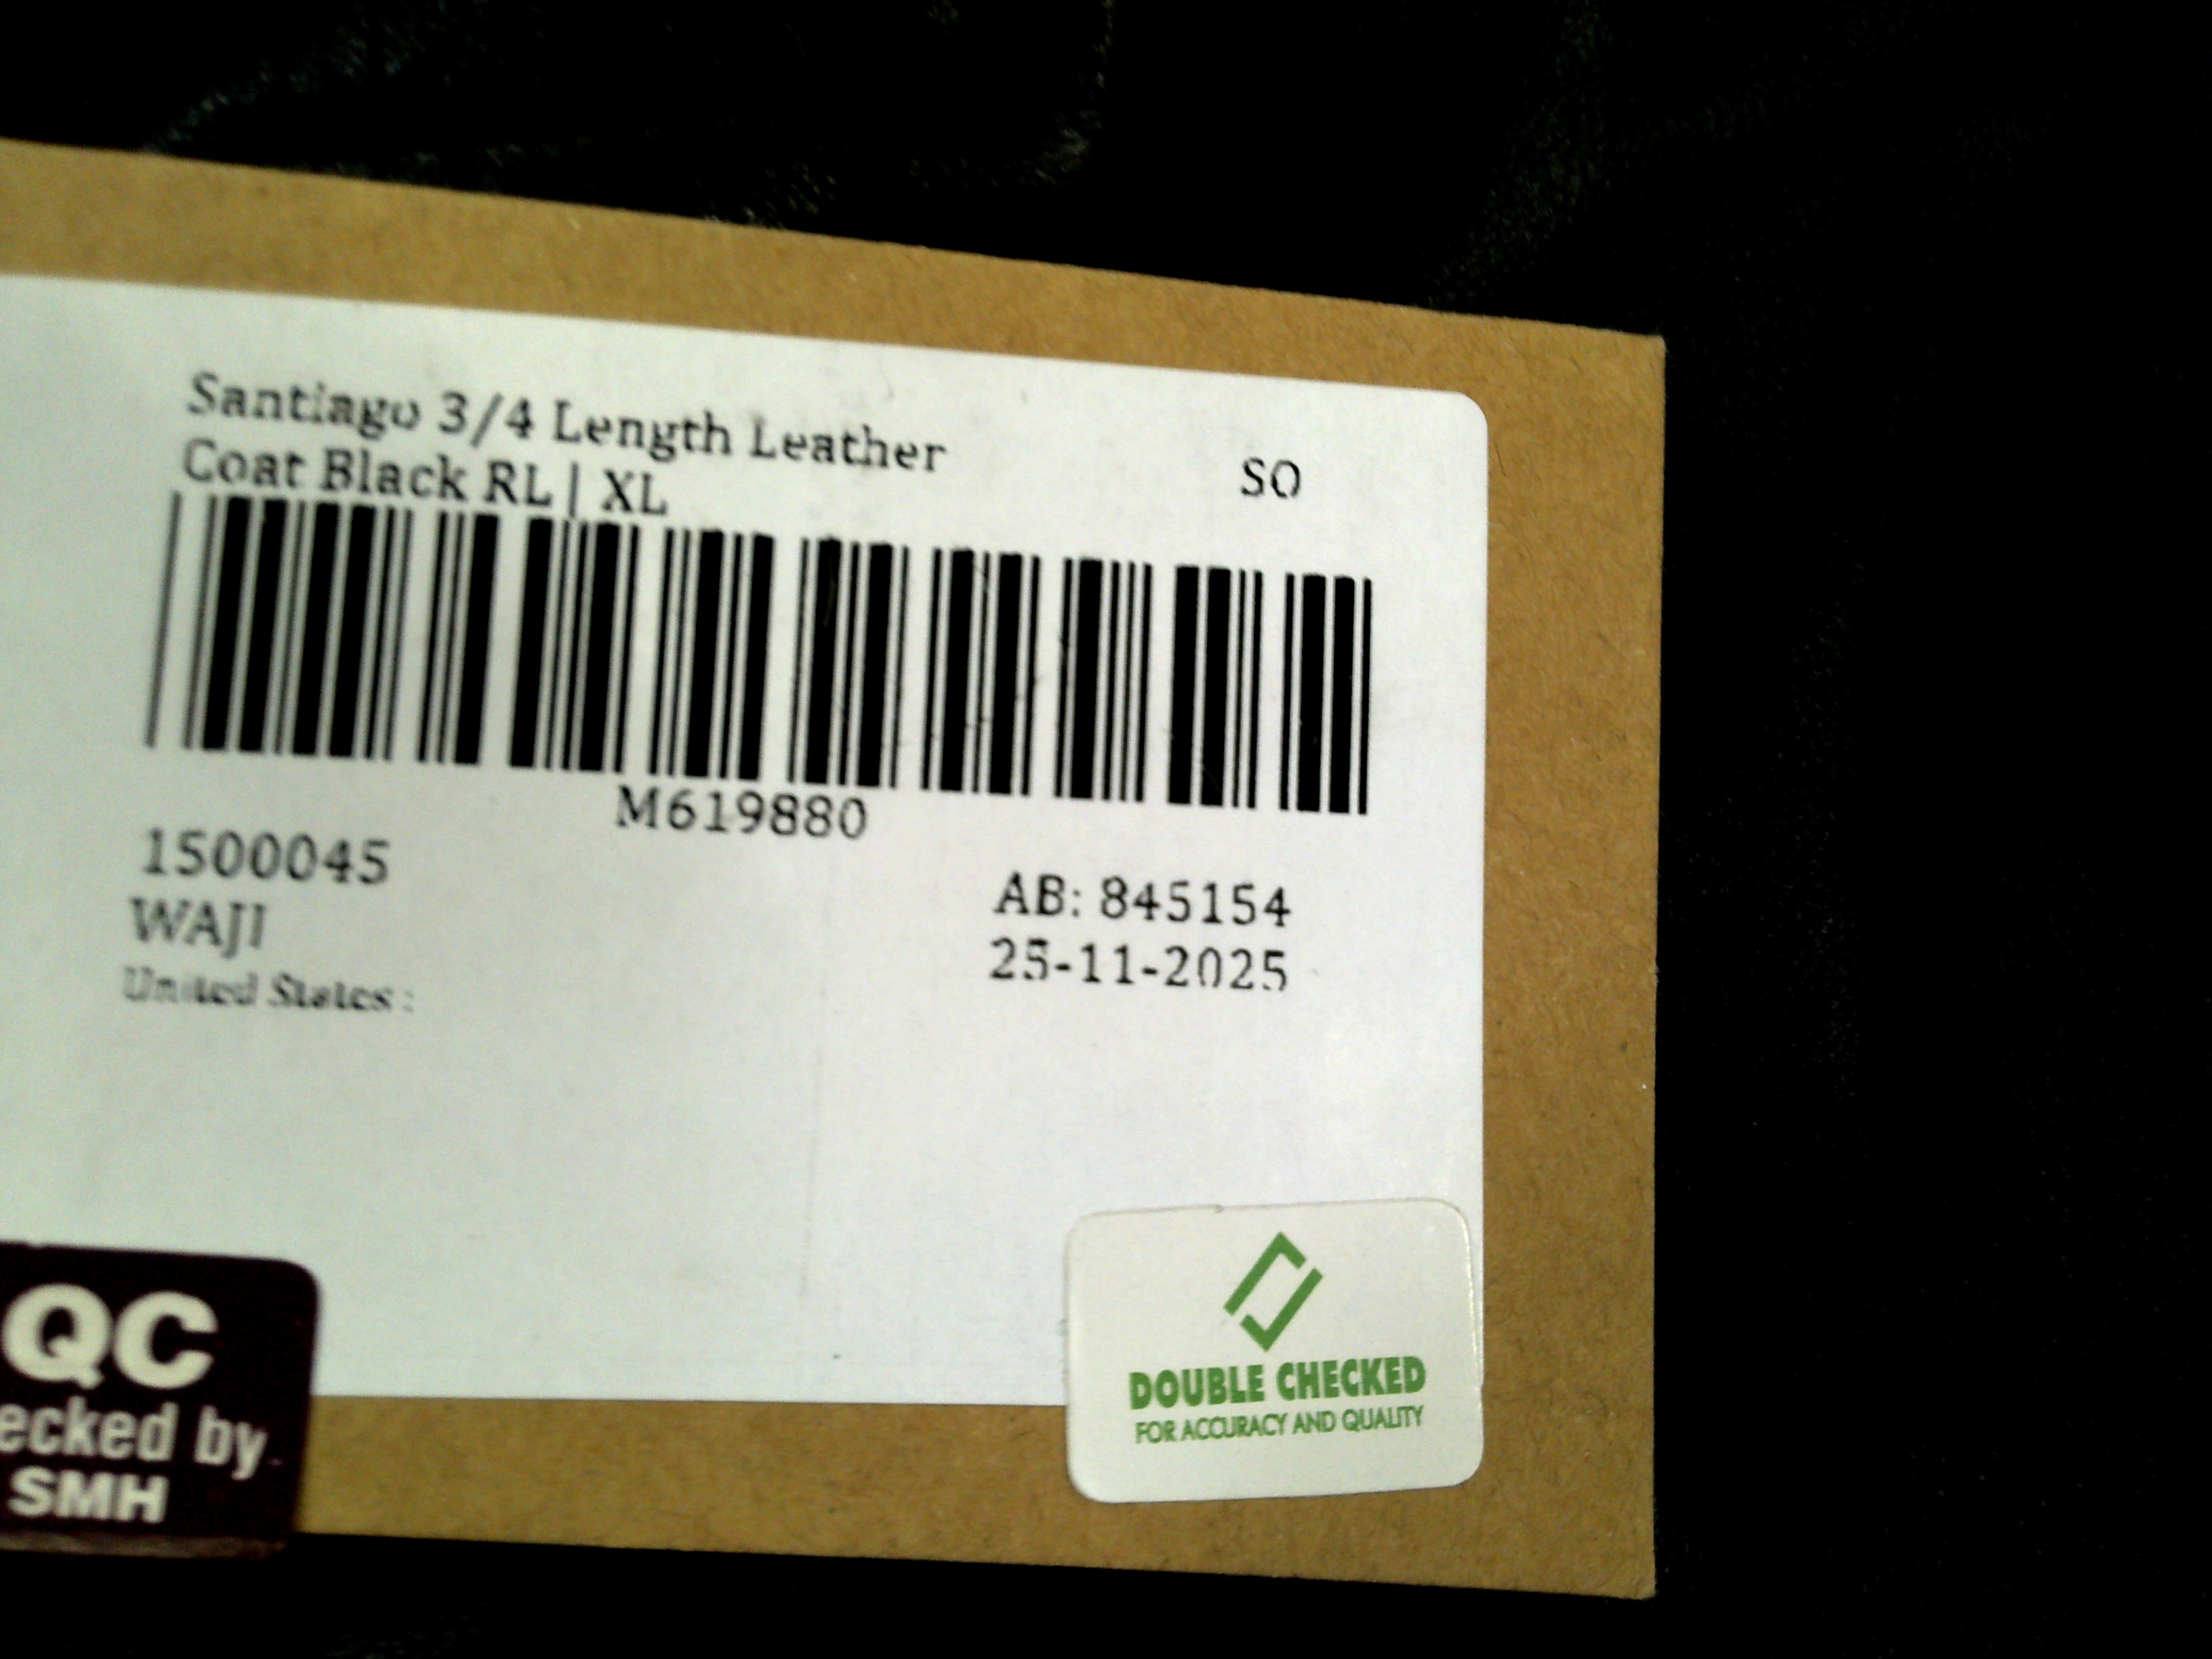 Santiago 3/4 Length Leather
Coat Black RL | XL
SO
M619880
1500045
WAJI
United States :
AB: 845154
25-11-2025
QC
ecked by
SMH
DOUBLE CHECKED
FOR ACCURACY AND QUALITY